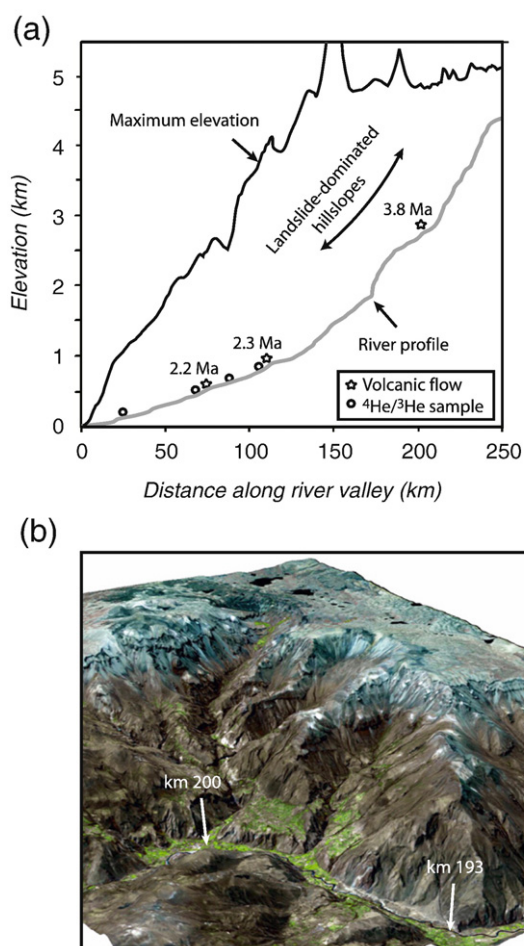 (a)
5
4
3
2
1
0
Elevation (km)
Maximum elevation
Landslide-dominated
hillslopes
3.8 Ma
2.3 Ma
2.2 Ma
River profile
Volcanic flow
4He/3He sample
0
50
100
150
200
250
Distance along river valley (km)
(b)
km 200
km 193